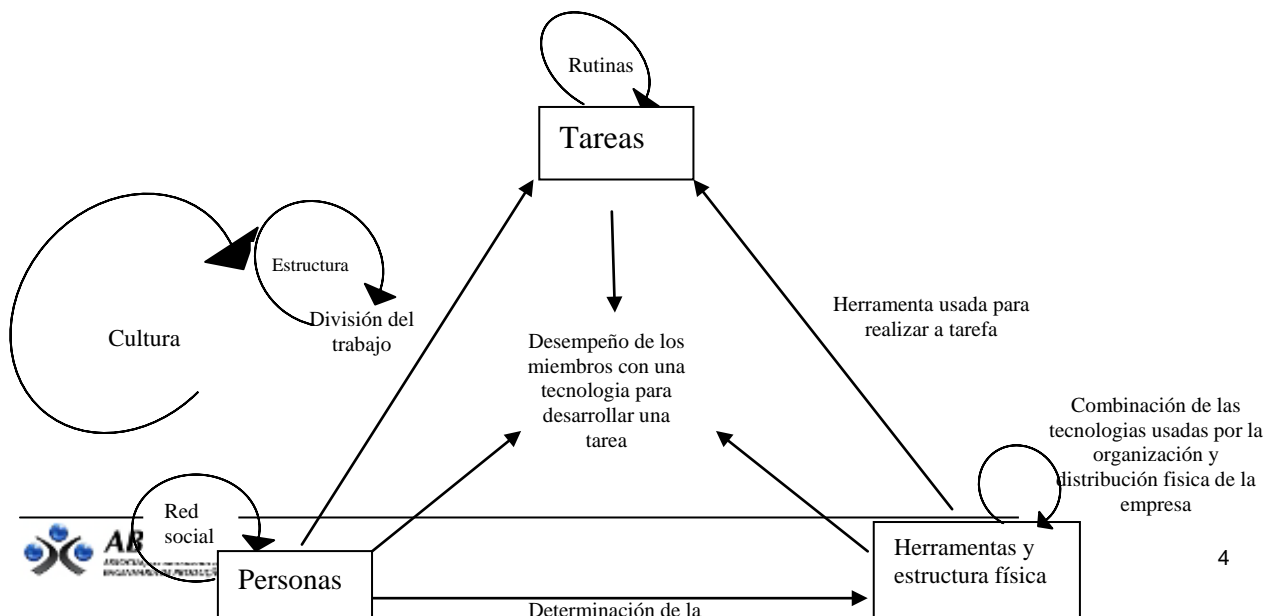 Rutinas
Tareas
Estructura
Cultura
División del
trabajo
Desempeño de los
miembros con una
tecnologia para
desarrollar una
tarea
Herramenta usada para
realizar a tarefa
Combinación de las
tecnologias usadas por la
organización y
distribución fisica de la
empresa
Red
social
AB
Personas
Herramentas y
estructura física
4
Determinación de la